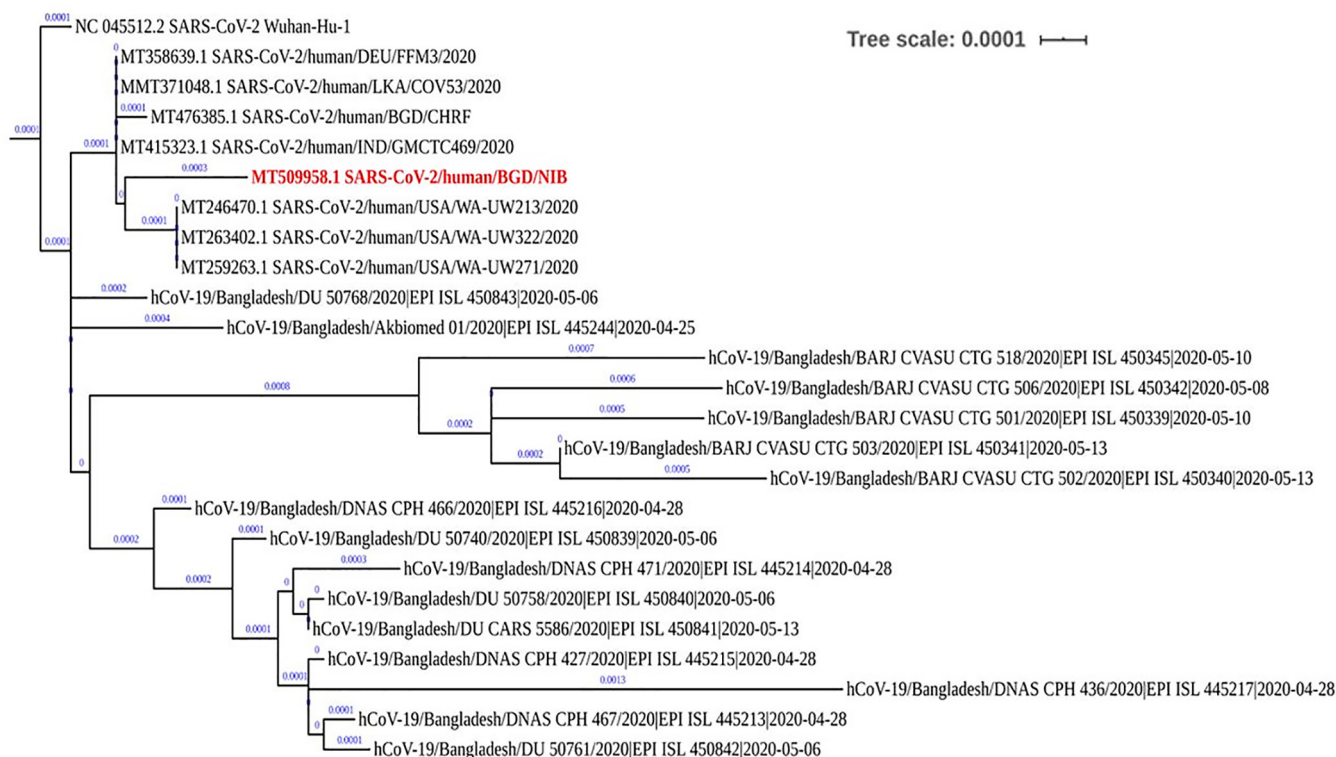 0.0001
NC 045512.2 SARS-CoV-2 Wuhan-Hu-1
Tree scale: 0.0001
0
MT358639.1 SARS-CoV-2/human/DEU/FFM3/2020
MMT371048.1 SARS-CoV-2/human/LKA/COV53/2020
0.0001
MT476385.1 SARS-CoV-2/human/BGD/CHRF
0.0001
0.0001
MT415323.1 SARS-CoV-2/human/IND/GMCTC469/2020
0.0003
MT509958.1 SARS-CoV-2/human/BGD/NIB
0
0
MT246470.1 SARS-CoV-2/human/USA/WA-UW213/2020
0.0001
0.0001
MT263402.1 SARS-CoV-2/human/USA/WA-UW322/2020
MT259263.1 SARS-CoV-2/human/USA/WA-UW271/2020
0.0002
hCoV-19/Bangladesh/DU 50768/2020|EPI ISL 450843|2020-05-06
0.0004
hCoV-19/Bangladesh/Akbiomed 01/2020|EPI ISL 445244|2020-04-25
0.0007
hCoV-19/Bangladesh/BARJ CVASU CTG 518/2020|EPI ISL 450345|2020-05-10
0.0008
0.0006
hCoV-19/Bangladesh/BARJ CVASU CTG 506/2020|EPI ISL 450342|2020-05-08
0.0005
hCoV-19/Bangladesh/BARJ CVASU CTG 501/2020|EPI ISL 450339|2020-05-10
0.0002
0
hCoV-19/Bangladesh/BARJ CVASU CTG 503/2020|EPI ISL 450341|2020-05-13
0.0002
0
0.0005
hCoV-19/Bangladesh/BARJ CVASU CTG 502/2020|EPI ISL 450340|2020-05-13
0.0001
hCoV-19/Bangladesh/DNAS CPH 466/2020|EPI ISL 445216|2020-04-28
0.0002
0.0001
hCoV-19/Bangladesh/DU 50740/2020|EPI ISL 450839|2020-05-06
0.0003
hCoV-19/Bangladesh/DNAS CPH 471/2020|EPI ISL 445214|2020-04-28
0.0002
0
0
hCoV-19/Bangladesh/DU 50758/2020|EPI ISL 450840|2020-05-06
0
0.0001
hCoV-19/Bangladesh/DU CARS 5586/2020|EPI ISL 450841|2020-05-13
0
hCoV-19/Bangladesh/DNAS CPH 427/2020|EPI ISL 445215|2020-04-28
0.0001
0.0013
hCoV-19/Bangladesh/DNAS CPH 436/2020|EPI ISL 445217|2020-04-28
0.0001
hCoV-19/Bangladesh/DNAS CPH 467/2020|EPI ISL 445213|2020-04-28
0
0.0001
hCoV-19/Bangladesh/DU 50761/2020|EPI ISL 450842|2020-05-06